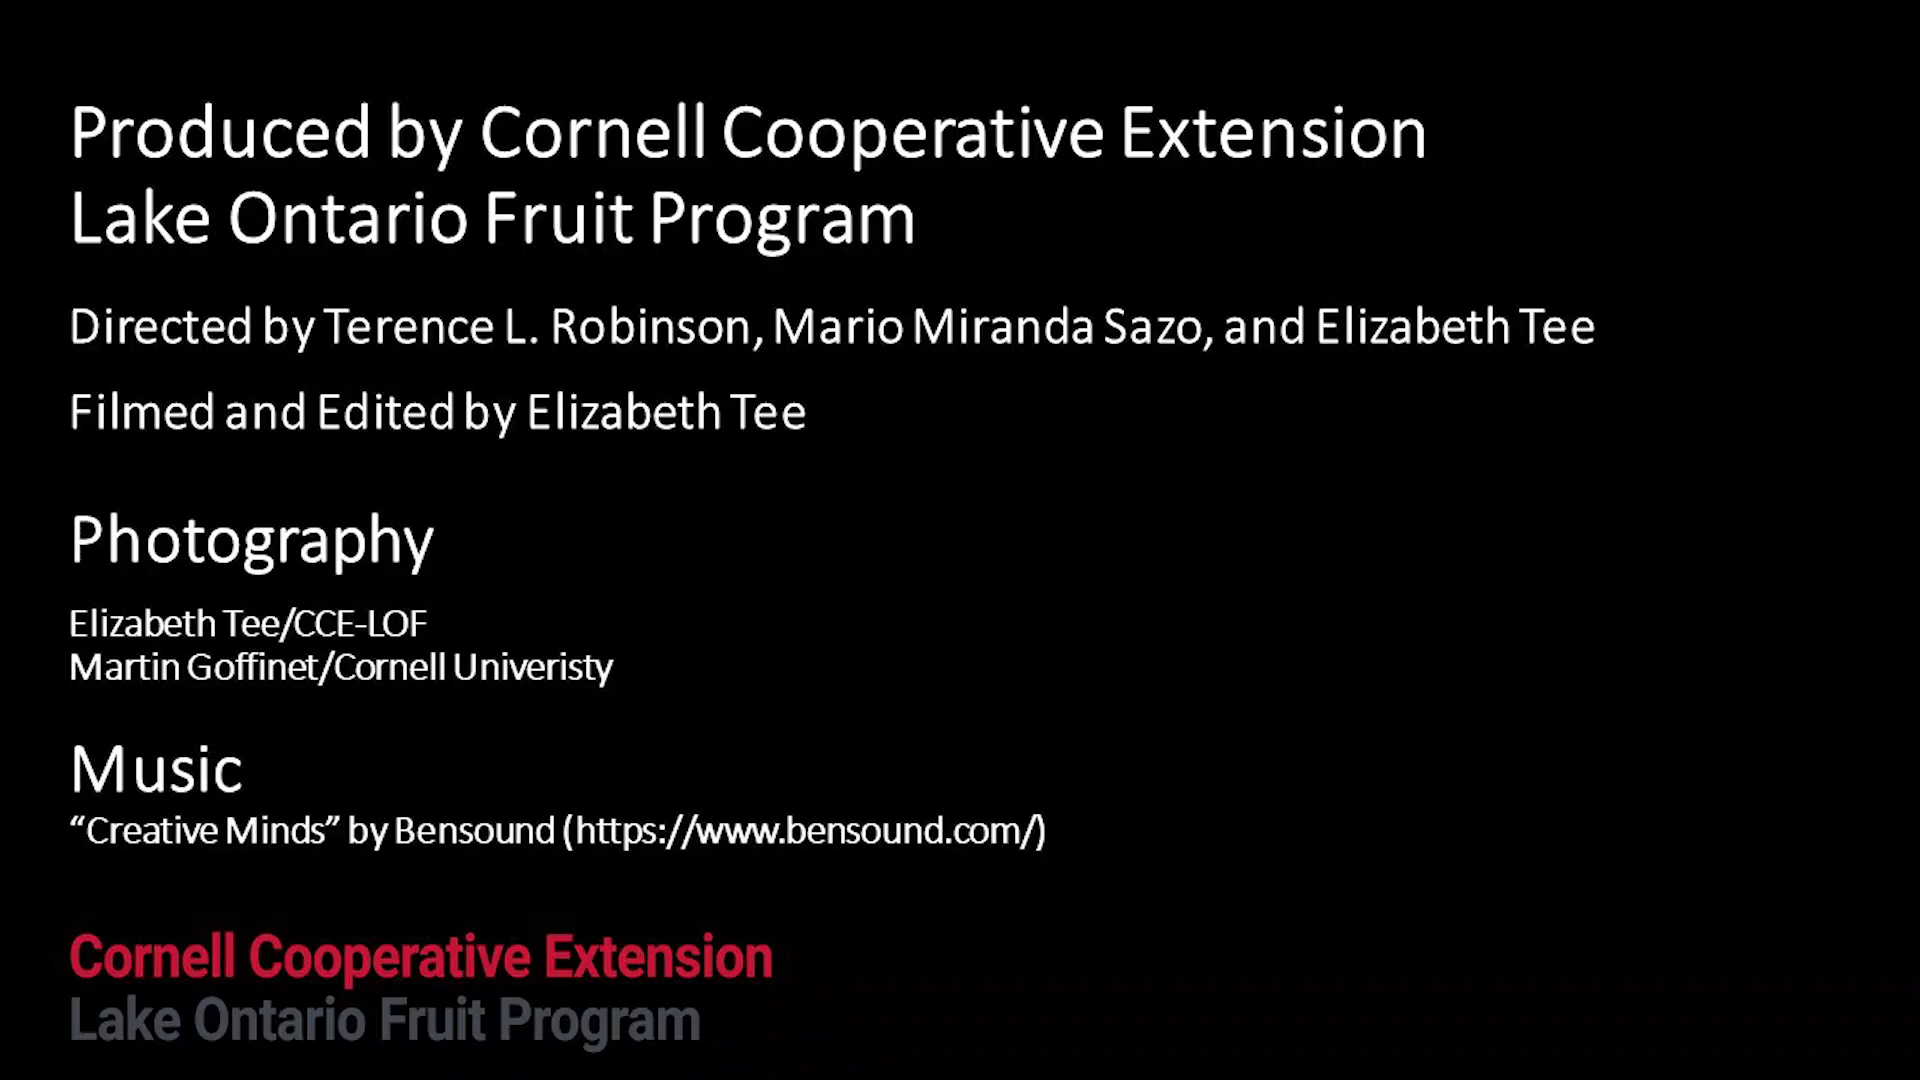 Produced by Cornell Cooperative Extension
Lake Ontario Fruit Program
Directed by Terence L. Robinson, Mario Miranda Sazo, and Elizabeth Tee
Filmed and Edited by Elizabeth Tee
Photography
Elizabeth Tee/CCE-LOF
Martin Goffinet/Cornell Univeristy
Music
“Creative Minds” by Bensound (https://www.bensound.com/)
Cornell Cooperative Extension
Lake Ontario Fruit Program